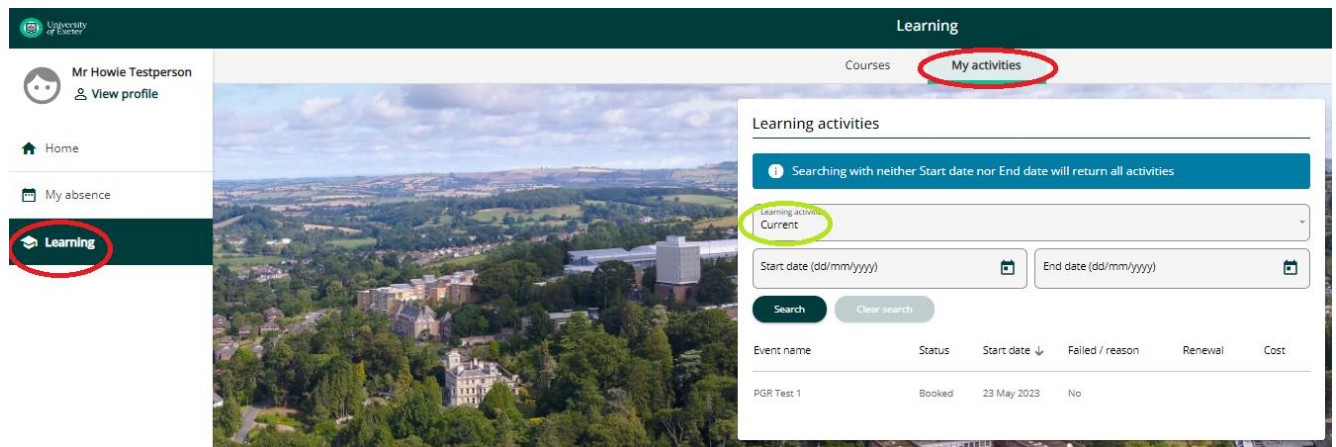 University
of Exeter
Learning
Mr Howie Testperson
View profile
Courses
My activities
Home
My absence
Learning
Learning activities
Searching with neither Start date nor End date will return all activities
Learning activities
Current
Start date (dd/mm/yyyy)
End date (dd/mm/yyyy)
Search
Clear search
Event name
Status
Start date
Failed / reason
Renewal
Cost
PGR Test 1
Booked
23 May 2023
No